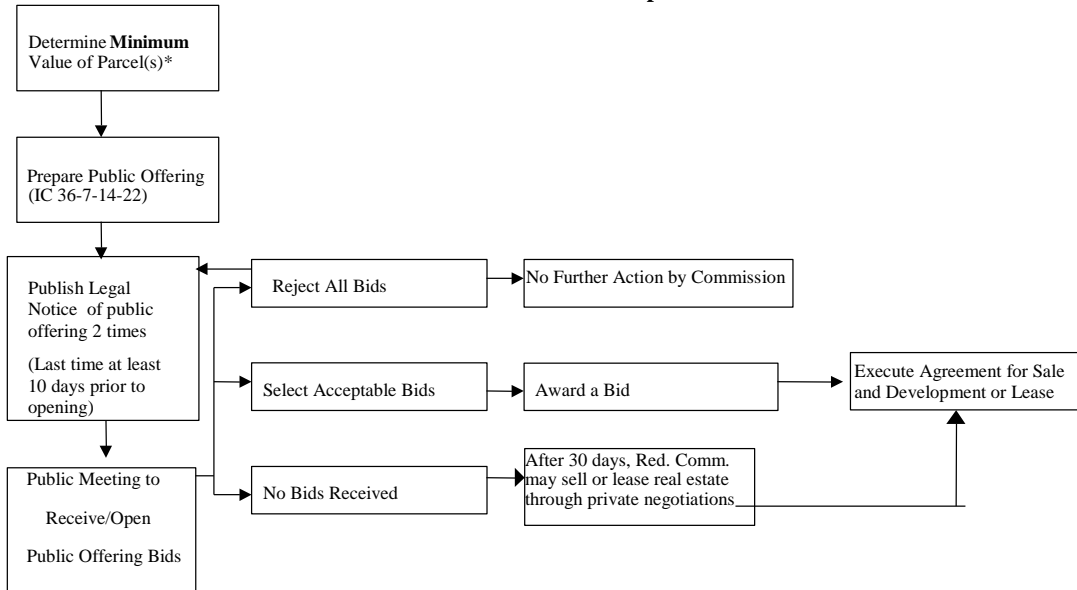 Determine Minimum
Value of Parcel(s)*
Prepare Public Offering
(IC 36-7-14-22)
Publish Legal
Notice of public
offering 2 times
(Last time at least
10 days prior to
opening)
Public Meeting to
Receive/Open
Public Offering Bids
Reject All Bids
No Further Action by Commission
Select Acceptable Bids
Award a Bid
Execute Agreement for Sale
and Development or Lease
No Bids Received
After 30 days, Red. Comm.
may sell or lease real estate
through private negotiations